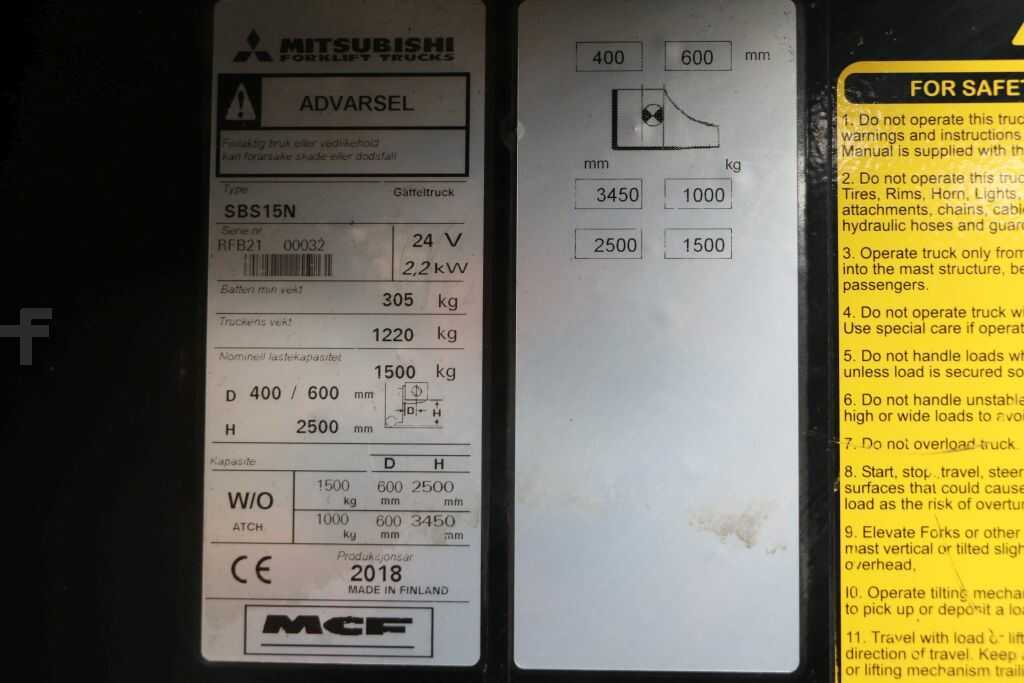 MITSUBISHI
FORKLIFT TRUCKS
ADVARSEL
Feilaktig bruk eller vedlikehold
kan forårsake skade eller dødsfall
Type
Gaffeltruck
SBS15N
Serie nr
RFB21 00032
24 V
2,2 kW
Batteri min vekt
305 kg
Truckens vekt
1220 kg
Nominell lastekapasitet
1500 kg
D 400 / 600 mm
D
H
H 2500 mm
Kapasitet
D H
W/O
ATCH.
1500 600 2500
kg mm mm
1000 600 3450
kg mm mm
CE
Produksjonsår
2018
MADE IN FINLAND
MCF
400 600 mm
mm kg
3450 1000
2500 1500
FOR SAFET
1. Do not operate this truc
warnings and instructions
Manual is supplied with th
2. Do not operate this truc
Tires, Rims, Horn, Lights,
attachments, chains, cabl
hydraulic hoses and guar
3. Operate truck only from
into the mast structure, be
passengers.
4. Do not operate truck wi
Use special care if operat
5. Do not handle loads wh
unless load is secured so
6. Do not handle unstable
high or wide loads to avoi
7. Do not overload truck.
8. Start, stop, travel, steer
surfaces that could cause
load as the risk of overtur
9. Elevate Forks or other
mast vertical or tilted sligh
overhead,
10. Operate tilting mechan
to pick up or deposit a loa
11. Travel with load or lift
direction of travel. Keep
or lifting mechanism traili